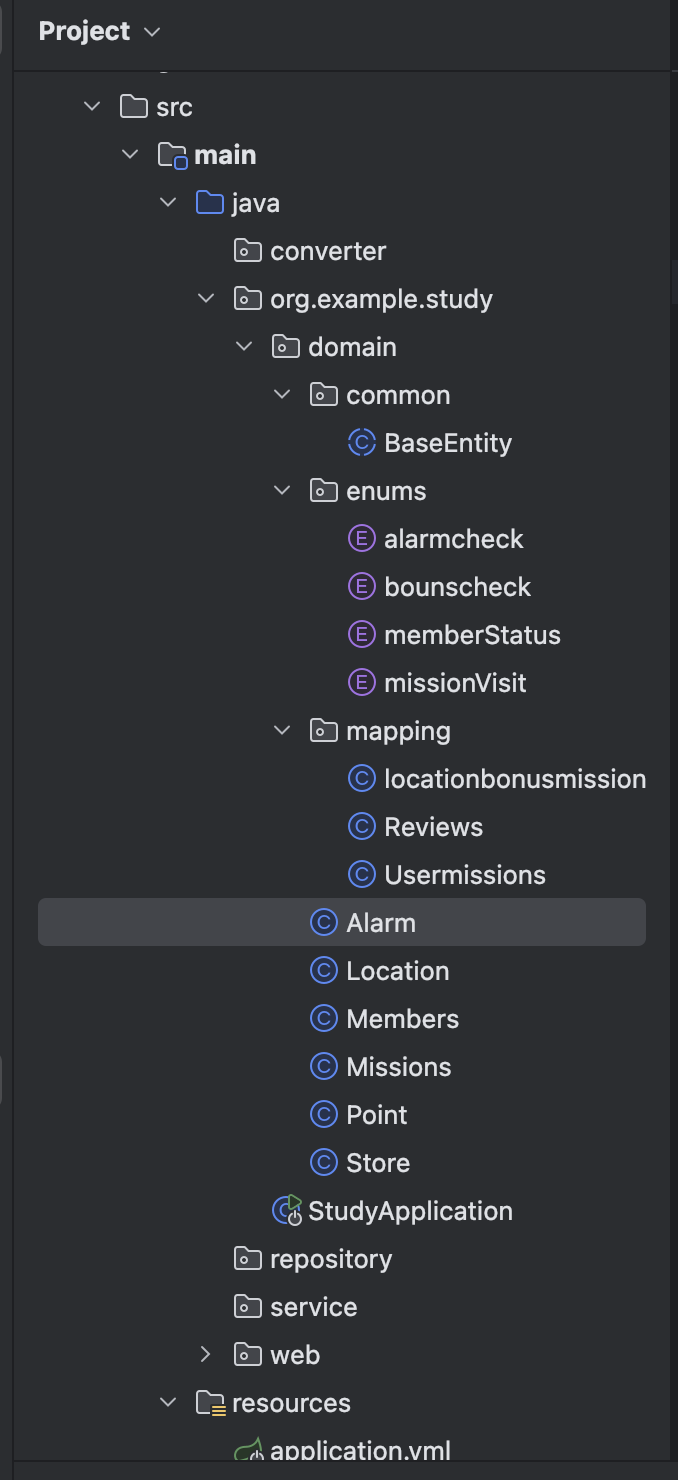 Project
src
main
java
converter
org.example.study
domain
common
BaseEntity
enums
alarmcheck
bounscheck
memberStatus
missionVisit
mapping
locationbonusmission
Reviews
Usermissions
Alarm
Location
Members
Missions
Point
Store
StudyApplication
repository
service
web
resources
application.yml